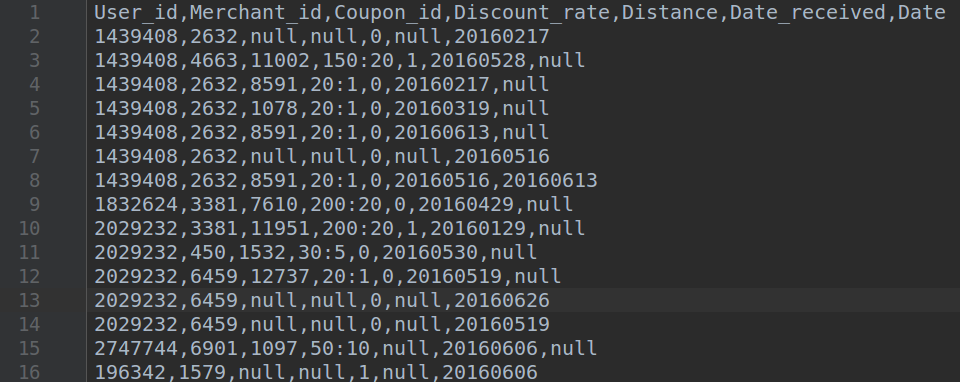 1 User_id,Merchant_id,Coupon_id,Discount_rate,Distance,Date_received,Date
2 1439408,2632,null,null,0,null,20160217
3 1439408,4663,11002,150:20,1,20160528,null
4 1439408,2632,8591,20:1,0,20160217,null
5 1439408,2632,1078,20:1,0,20160319,null
6 1439408,2632,8591,20:1,0,20160613,null
7 1439408,2632,null,null,0,null,20160516
8 1439408,2632,8591,20:1,0,20160516,20160613
9 1832624,3381,7610,200:20,0,20160429,null
10 2029232,3381,11951,200:20,1,20160129,null
11 2029232,450,1532,30:5,0,20160530,null
12 2029232,6459,12737,20:1,0,20160519,null
13 2029232,6459,null,null,0,null,20160626
14 2029232,6459,null,null,0,null,20160519
15 2747744,6901,1097,50:10,null,20160606,null
16 196342,1579,null,null,1,null,20160606